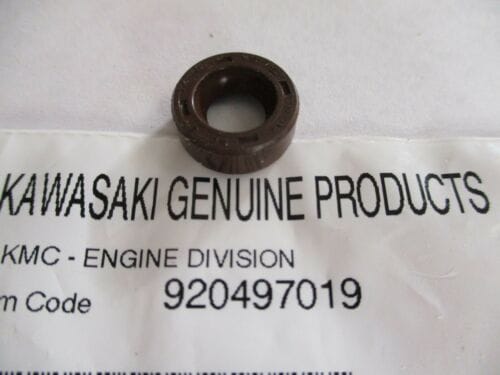 KAWASAKI GENUINE PRODUCTS
KMC - ENGINE DIVISION
m Code 920497019